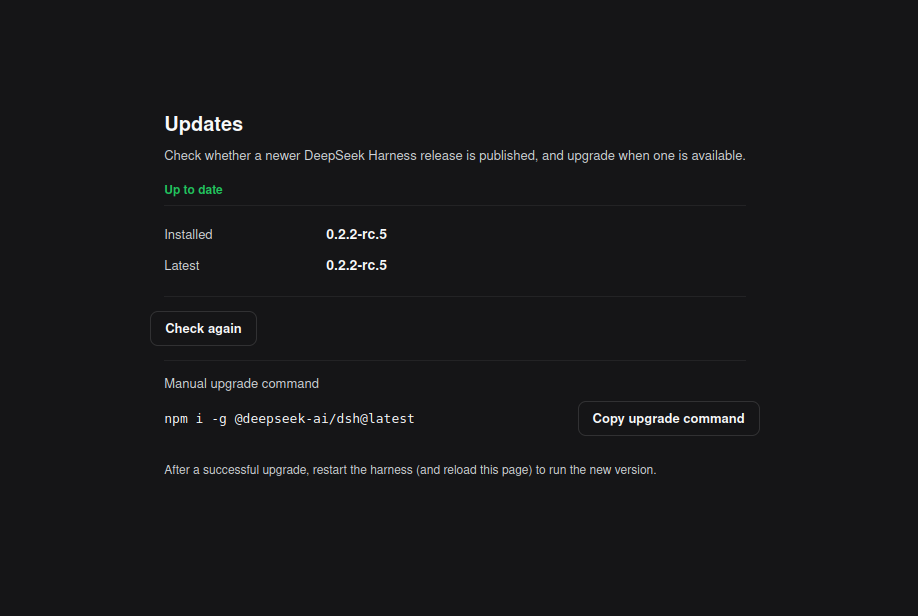 Updates
Check whether a newer DeepSeek Harness release is published, and upgrade when one is available.
Up to date
Installed 0.2.2-rc.5
Latest 0.2.2-rc.5
Check again
Manual upgrade command
npm i -g @deepseek-ai/dsh@latest Copy upgrade command
After a successful upgrade, restart the harness (and reload this page) to run the new version.